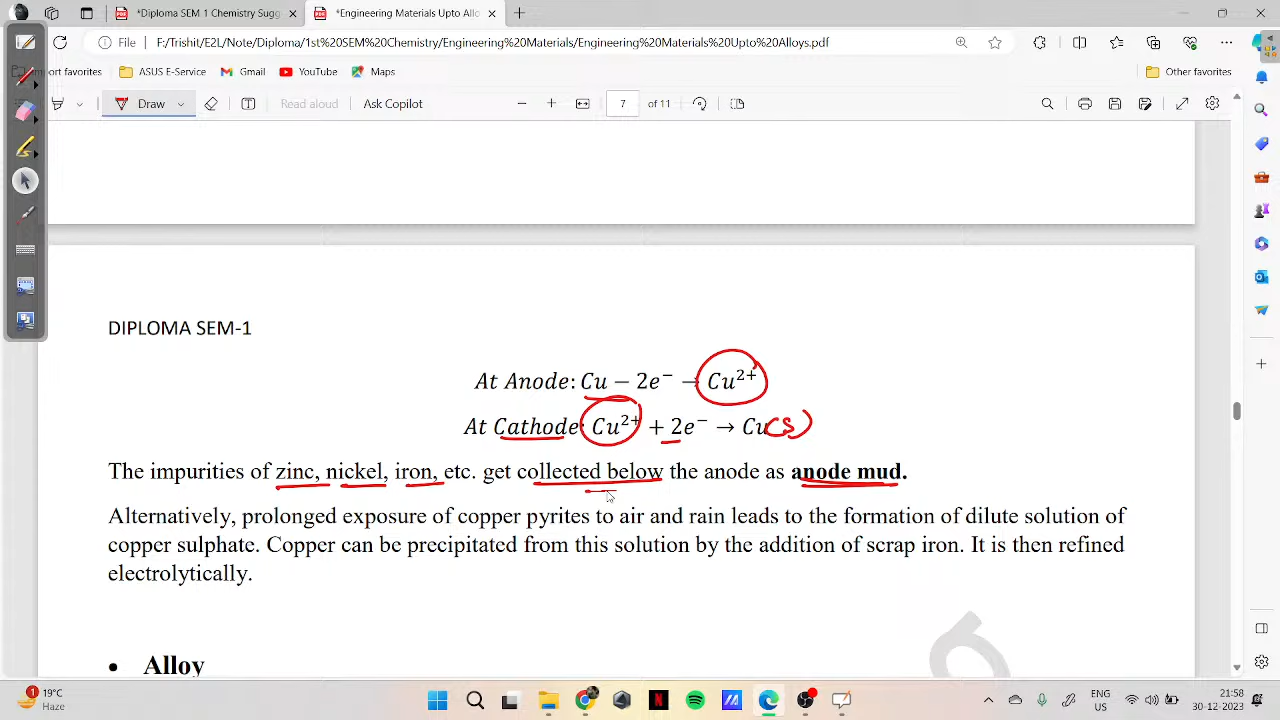 *Diploma SEM 1 Chemistry Sugg
*Engineering Materials Upto Allo
File
F:/Trishit/E2L/Note/Diploma/1st%20SEM%20Chemistry/Engineering%20Materials/Engineering%20Materials%20Upto%20Alloys.pdf
mport favorites
ASUS E-Service
Gmail
YouTube
Maps
Other favorites
Draw
Read aloud
Ask Copilot
7
of 11
DIPLOMA SEM-1
At Anode: Cu − 2e⁻ → Cu²⁺
At Cathode: Cu²⁺ + 2e⁻ → Cu(s)
The impurities of zinc, nickel, iron, etc. get collected below the anode as anode mud.
Alternatively, prolonged exposure of copper pyrites to air and rain leads to the formation of dilute solution of
copper sulphate. Copper can be precipitated from this solution by the addition of scrap iron. It is then refined
electrolytically.
• Alloy
1
19°C
Haze
ENG
IN
21:58
30-12-2023